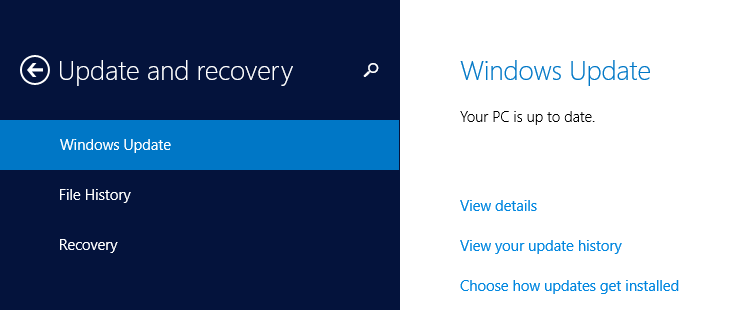 Update and recovery
Windows Update
File History
Recovery
Windows Update
Your PC is up to date.
View details
View your update history
Choose how updates get installed